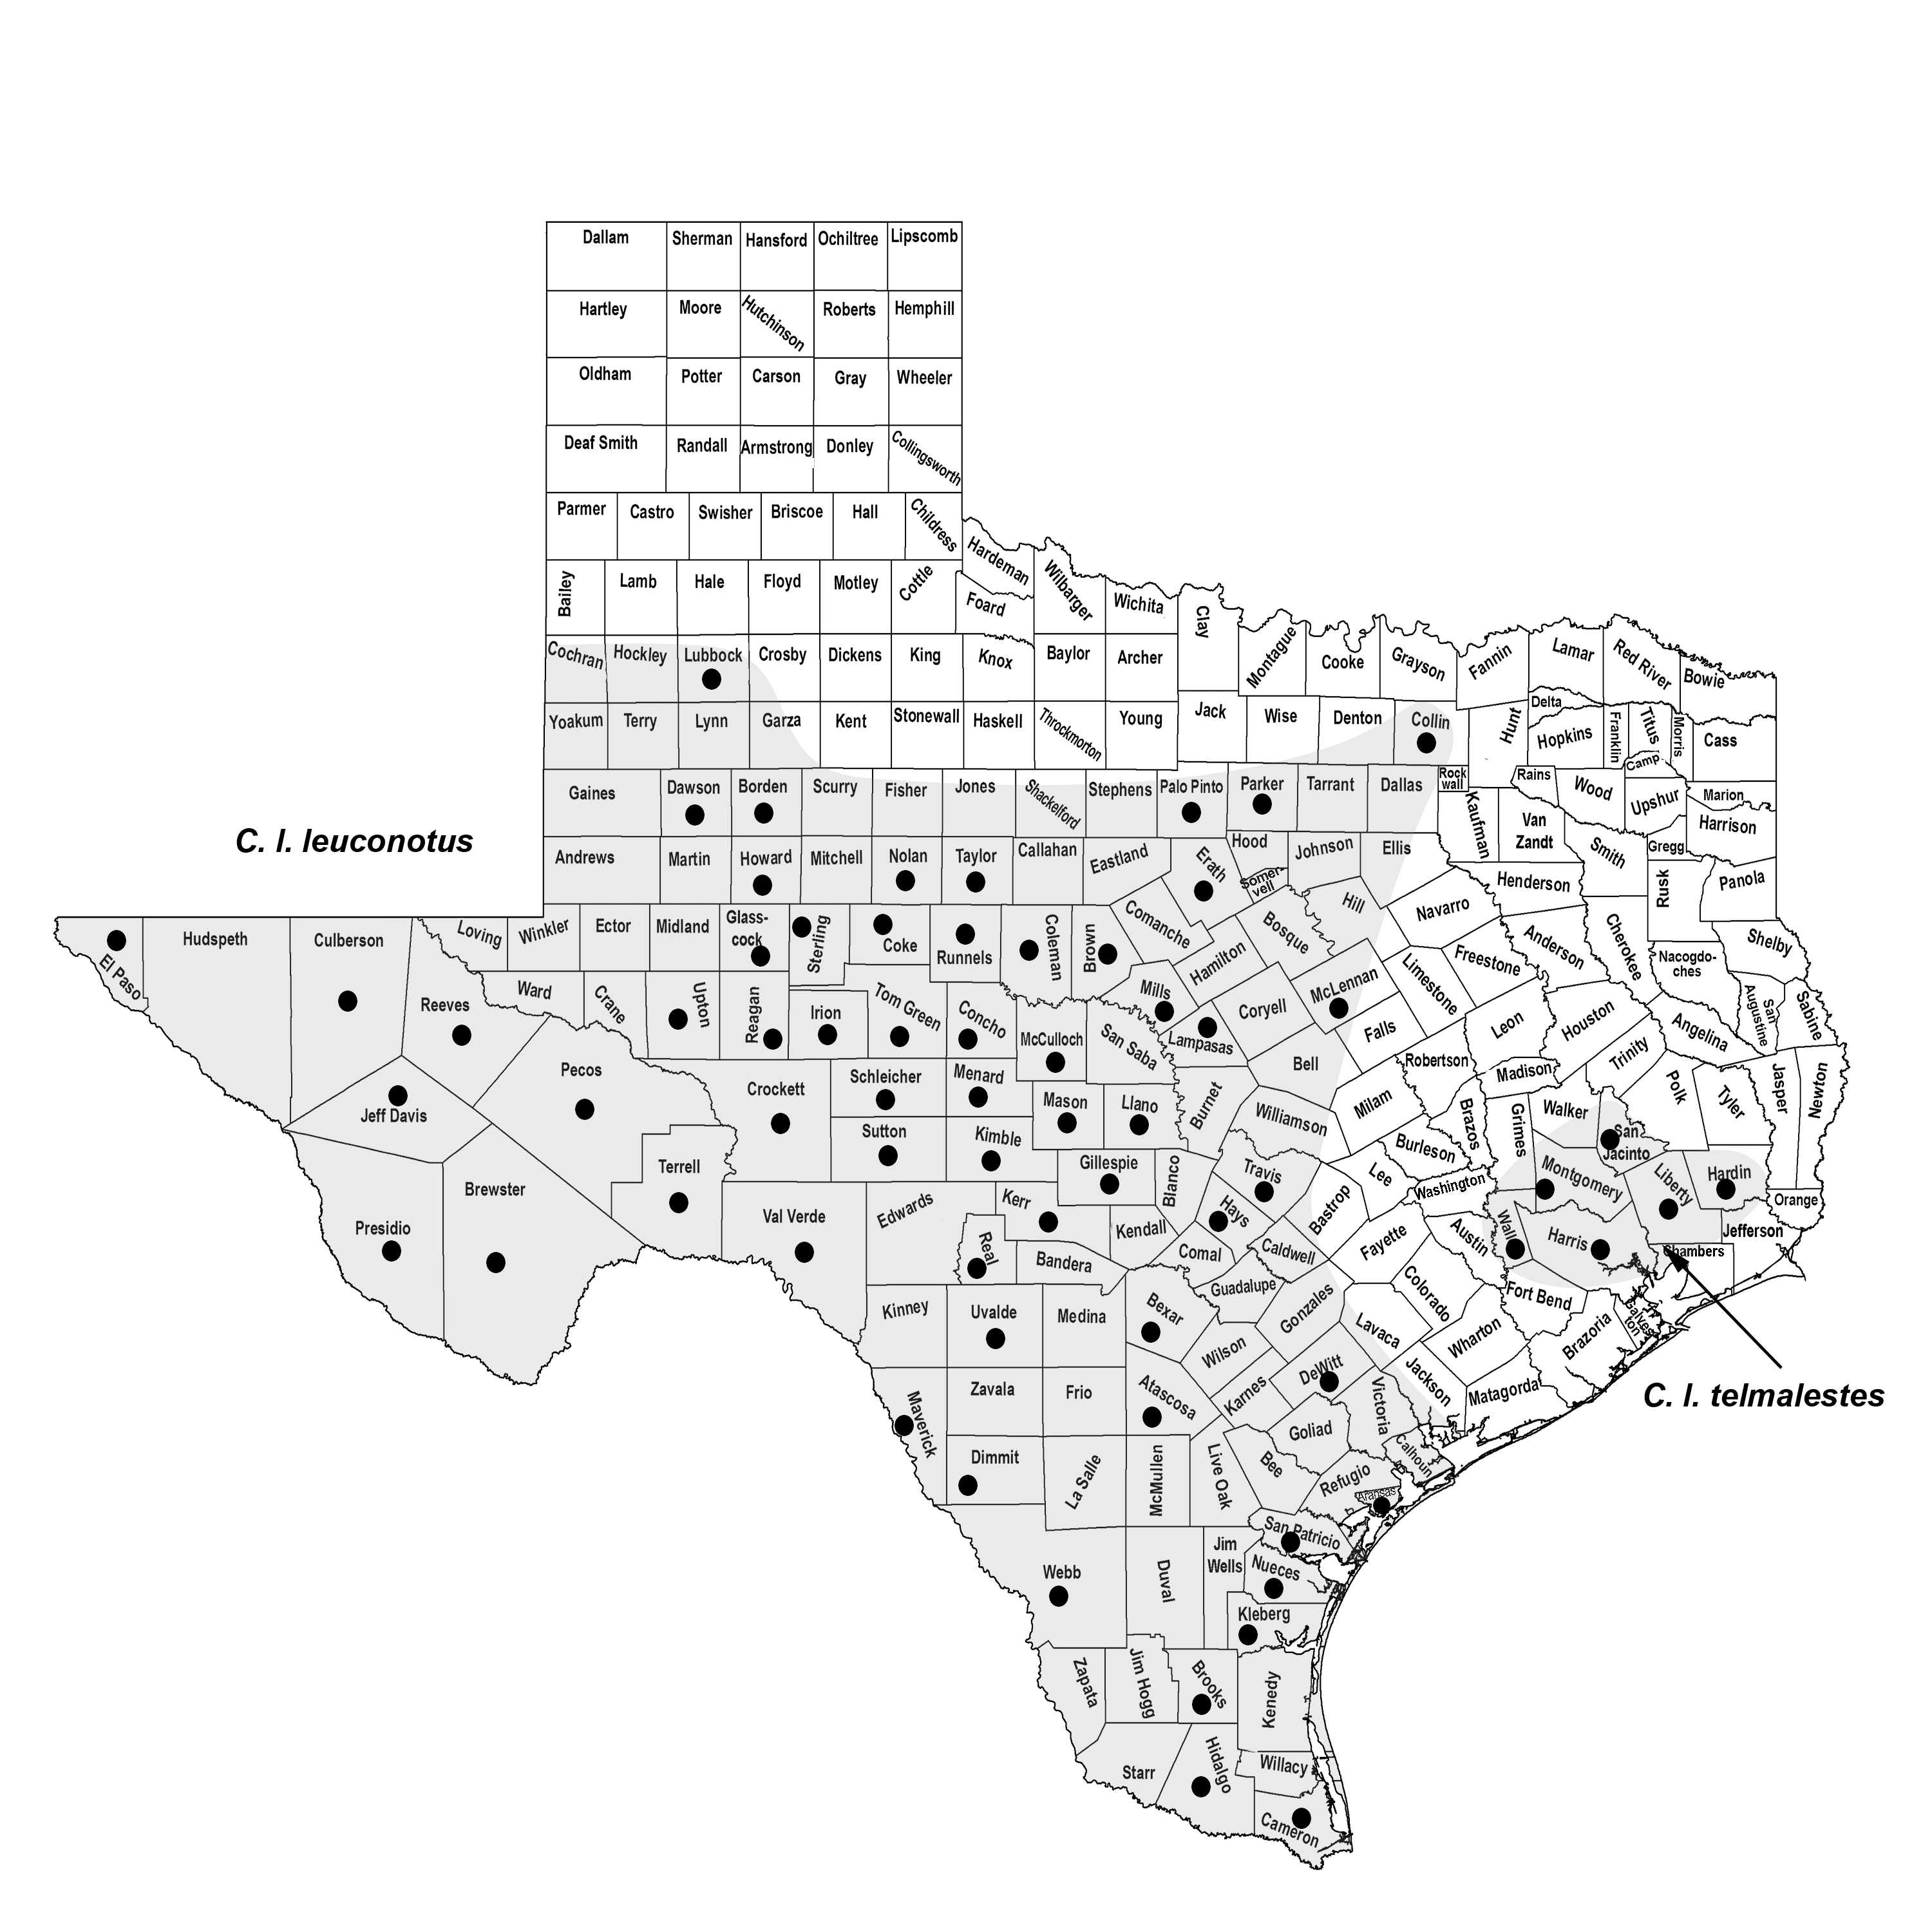 Dallam Sherman Hansford Ochiltree Lipscomb
Hartley Moore Hutchinson Roberts Hemphill
Oldham Potter Carson Gray Wheeler
Deaf Smith Randall Armstrong Donley Collingsworth
Parmer Castro Swisher Briscoe Hall Childress
Hardeman
Bailey Lamb Hale Floyd Motley Cottle Foard Wilbarger Wichita Clay
Montague Cooke Grayson Fannin Lamar Red River Bowie
Cochran Hockley Lubbock Crosby Dickens King Knox Baylor Archer
Yoakum Terry Lynn Garza Kent Stonewall Haskell Throckmorton Young Jack Wise Denton Collin Hunt Delta Hopkins Franklin Titus Morris Cass
Camp
Gaines Dawson Borden Scurry Fisher Jones Shackelford Stephens Palo Pinto Parker Tarrant Dallas Rock
wall Rains Wood Upshur Marion
Harrison
C. l. leuconotus
Kaufman Van
Zandt Smith Gregg
Andrews Martin Howard Mitchell Nolan Taylor Callahan Eastland Erath Hood Johnson Ellis
Somer-
vell
Henderson Rusk Panola
Comanche Bosque Hill Navarro
Loving Winkler Ector Midland Glass-
cock Sterling Coke Runnels Coleman Brown
El Paso Hudspeth Culberson
Hamilton Freestone Anderson Cherokee Nacogdo-
ches Shelby
Reeves Ward Crane Upton Reagan Irion Tom Green Concho McCulloch San Saba Mills Lampasas Coryell McLennan Limestone
Falls Leon Houston Angelina San
Augustine Sabine
Trinity
Jeff Davis Pecos Crockett Schleicher Menard Mason Llano Burnet Bell Williamson Milam Robertson Madison
Brazos Grimes Walker Polk Tyler Jasper Newton
San
Jacinto
Sutton Kimble Gillespie Blanco Travis Lee Burleson Washington
Montgomery Liberty Hardin
Orange
Presidio Brewster Terrell Val Verde Edwards Kerr Kendall Hays Bastrop
Real Bandera Comal Caldwell Fayette Austin Harris Jefferson
Chambers
Guadalupe Gonzales Colorado Fort Bend
Kinney Uvalde Medina Bexar Wilson Lavaca Wharton Brazoria Galves-
ton
Maverick Zavala Frio Atascosa Karnes DeWitt Victoria Jackson Matagorda
C. l. telmalestes
Dimmit La Salle McMullen Live Oak Bee Goliad Calhoun
Refugio
Aransas
San Patricio
Webb Duval Jim
Wells Nueces
Kleberg
Zapata Jim Hogg Brooks Kenedy
Starr Hidalgo Willacy
Cameron